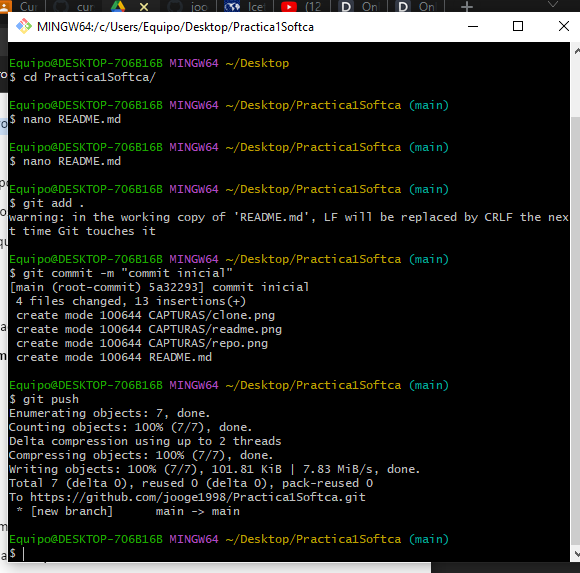 Cu
cur
joo
Icel
(12
On
On
MINGW64:/c/Users/Equipo/Desktop/Practica1Softca
Equipo@DESKTOP-706B16B MINGW64 ~/Desktop
$ cd Practica1Softca/
Equipo@DESKTOP-706B16B MINGW64 ~/Desktop/Practica1Softca (main)
$ nano README.md
Equipo@DESKTOP-706B16B MINGW64 ~/Desktop/Practica1Softca (main)
$ nano README.md
Equipo@DESKTOP-706B16B MINGW64 ~/Desktop/Practica1Softca (main)
$ git add .
warning: in the working copy of 'README.md', LF will be replaced by CRLF the nex
t time Git touches it
Equipo@DESKTOP-706B16B MINGW64 ~/Desktop/Practica1Softca (main)
$ git commit -m "commit inicial"
[main (root-commit) 5a32293] commit inicial
 4 files changed, 13 insertions(+)
 create mode 100644 CAPTURAS/clone.png
 create mode 100644 CAPTURAS/readme.png
 create mode 100644 CAPTURAS/repo.png
 create mode 100644 README.md
Equipo@DESKTOP-706B16B MINGW64 ~/Desktop/Practica1Softca (main)
$ git push
Enumerating objects: 7, done.
Counting objects: 100% (7/7), done.
Delta compression using up to 2 threads
Compressing objects: 100% (7/7), done.
Writing objects: 100% (7/7), 101.81 KiB | 7.83 MiB/s, done.
Total 7 (delta 0), reused 0 (delta 0), pack-reused 0
To https://github.com/jooge1998/Practica1Softca.git
 * [new branch]      main -> main
Equipo@DESKTOP-706B16B MINGW64 ~/Desktop/Practica1Softca (main)
$